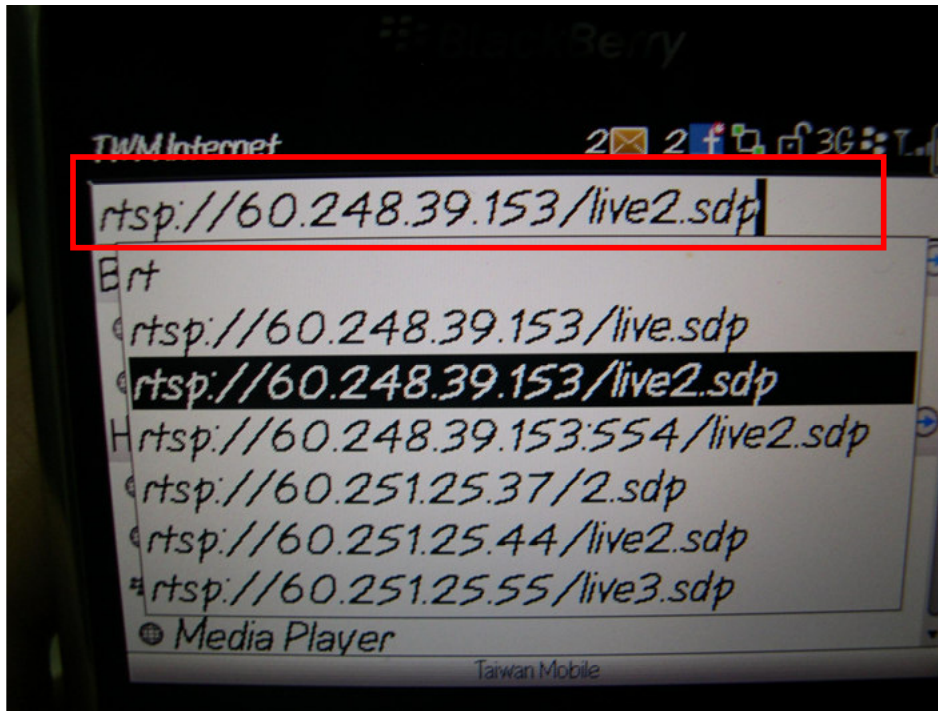 BlackBerry
TWM Internet
2 2 f 3G
rtsp://60.248.39.153/live2.sdp
B
rt
rtsp://60.248.39.153/live.sdp
rtsp://60.248.39.153/live2.sdp
H
rtsp://60.248.39.153:554/live2.sdp
rtsp://60.251.25.37/2.sdp
rtsp://60.251.25.44/live2.sdp
rtsp://60.251.25.55/live3.sdp
Media Player
Taiwan Mobile